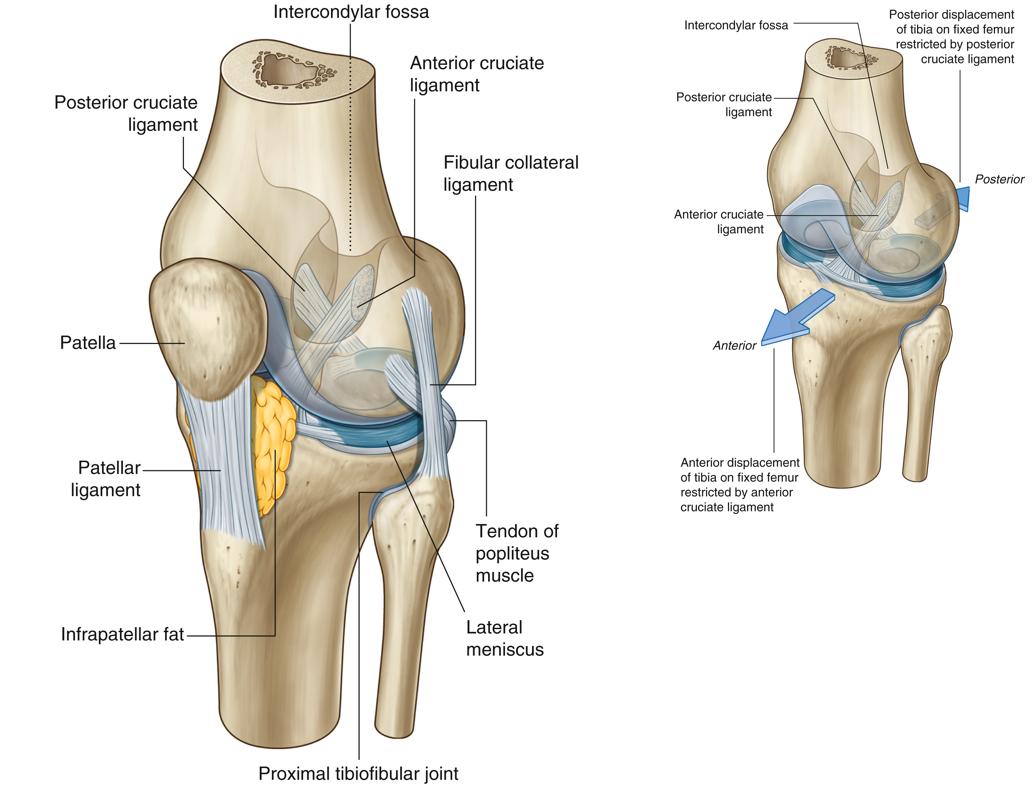 Intercondylar fossa
Anterior cruciate
ligament
Posterior cruciate
ligament
Fibular collateral
ligament
Patella
Patellar
ligament
Tendon of
popliteus
muscle
Infrapatellar fat
Lateral
meniscus
Proximal tibiofibular joint
Intercondylar fossa
Posterior displacement
of tibia on fixed femur
restricted by posterior
cruciate ligament
Posterior cruciate
ligament
Posterior
Anterior cruciate
ligament
Anterior
Anterior displacement
of tibia on fixed femur
restricted by anterior
cruciate ligament